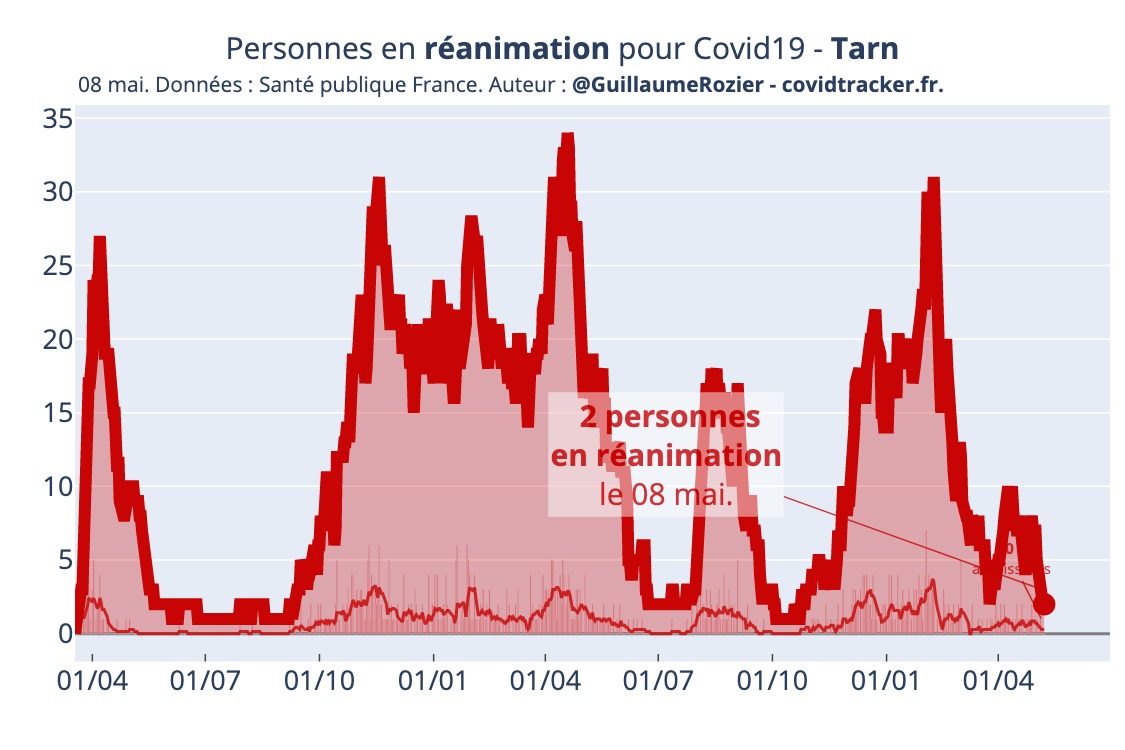 Personnes en réanimation pour Covid19 - Tarn
08 mai. Données : Santé publique France. Auteur : @GuillaumeRozier - covidtracker.fr.
35
30
25
20
15
10
5
0
2 personnes
en réanimation
le 08 mai.
0
01/04 01/07 01/10 01/01 01/04 01/07 01/10 01/01 01/04